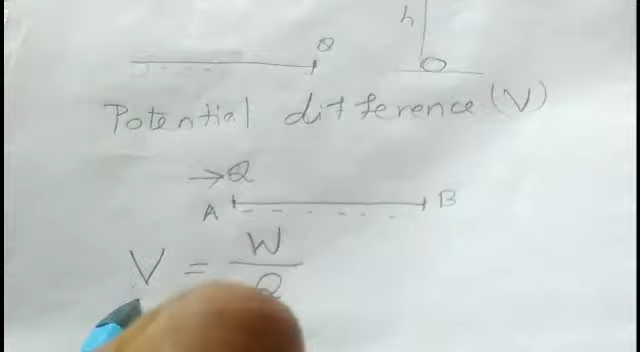 h
Q
Potential difference (V)
→ Q
A B
V = W / Q